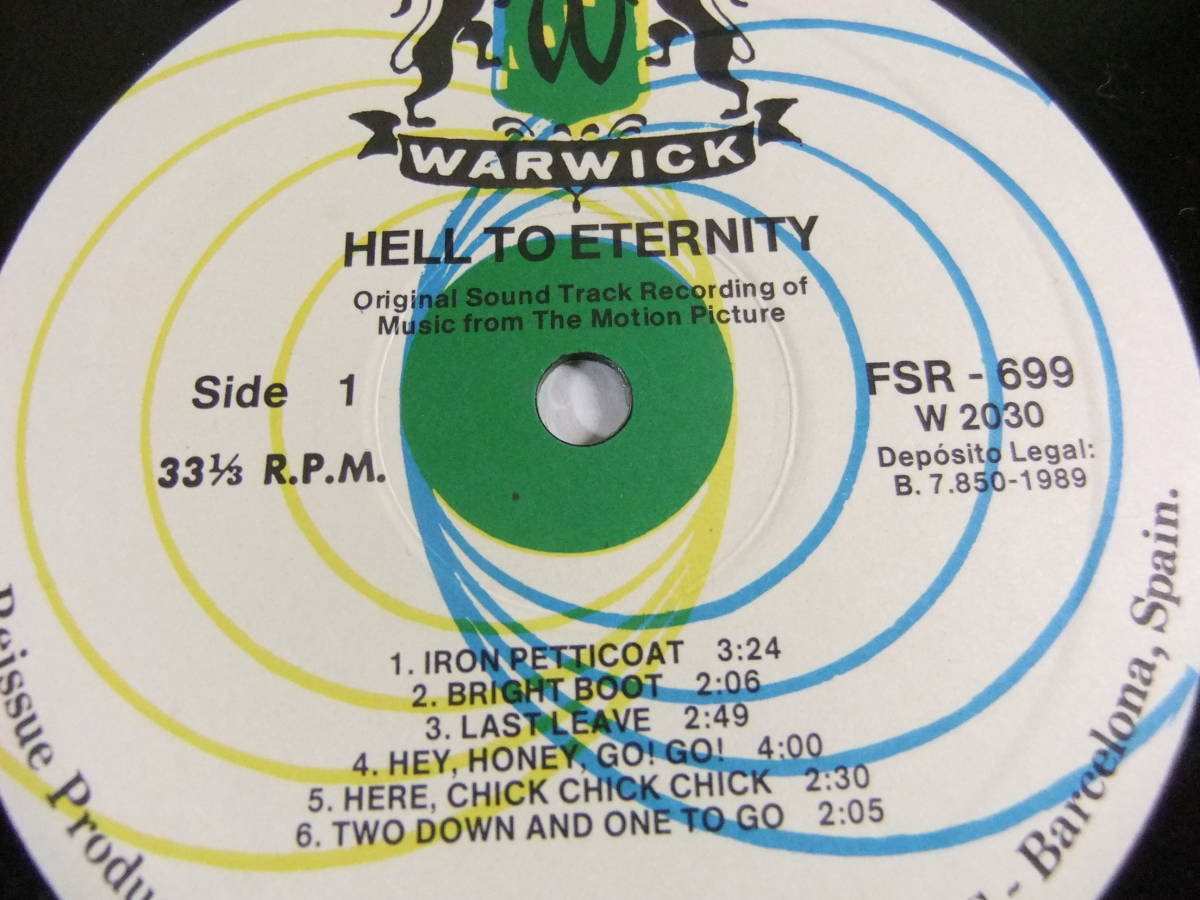 W
WARWICK
HELL TO ETERNITY
Original Sound Track Recording of
Music from The Motion Picture
Side 1
33⅓ R.P.M.
FSR - 699
W 2030
Depósito Legal:
B. 7.850-1989
1. IRON PETTICOAT 3:24
2. BRIGHT BOOT 2:06
3. LAST LEAVE 2:49
4. HEY, HONEY, GO! GO! 4:00
5. HERE, CHICK CHICK CHICK 2:30
6. TWO DOWN AND ONE TO GO 2:05
Reissue Produ
- Barcelona, Spain.